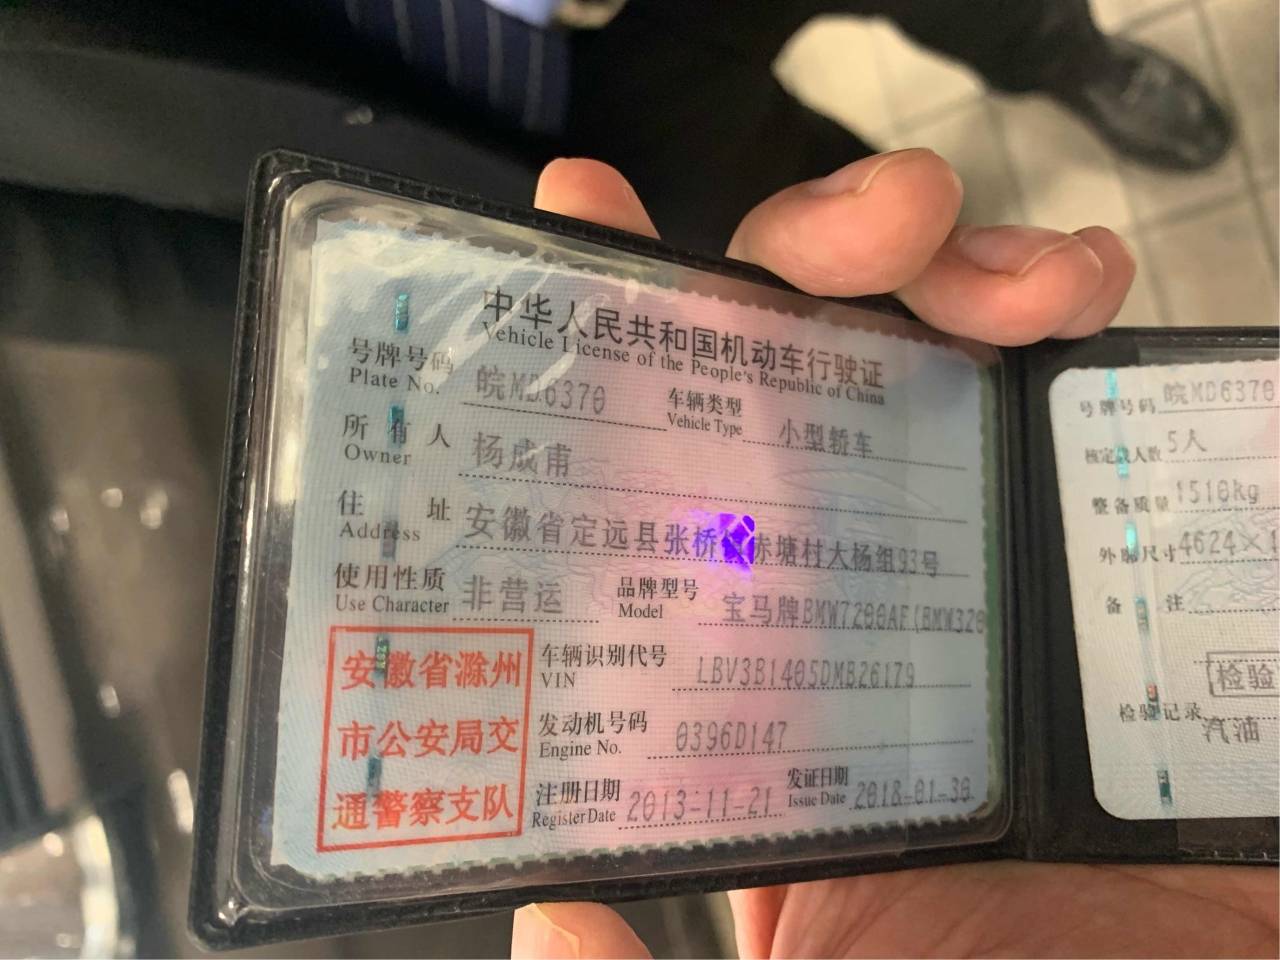 中华人民共和国机动车行驶证
Vehicle License of the People's Republic of China
号牌号码 皖MD6370 车辆类型 小型轿车
Plate No. Vehicle Type
所有人 杨成甫
Owner
住址 安徽省定远县张桥 赤塘村大杨组93号
Address
使用性质 非营运 品牌型号 宝马牌BMW7200AF(BMW320
Use Character Model
安徽省滁州
市公安局交
通警察支队
车辆识别代号 LBV3B1405DMB26179
VIN
发动机号码 0396D147
Engine No.
注册日期 2013-11-21 发证日期 2018-01-30
Register Date Issue Date
号牌号码 皖MD6370
核定载人数 5人
整备质量 1510kg
外廓尺寸 4624×1
备注
检验
检验记录
汽油